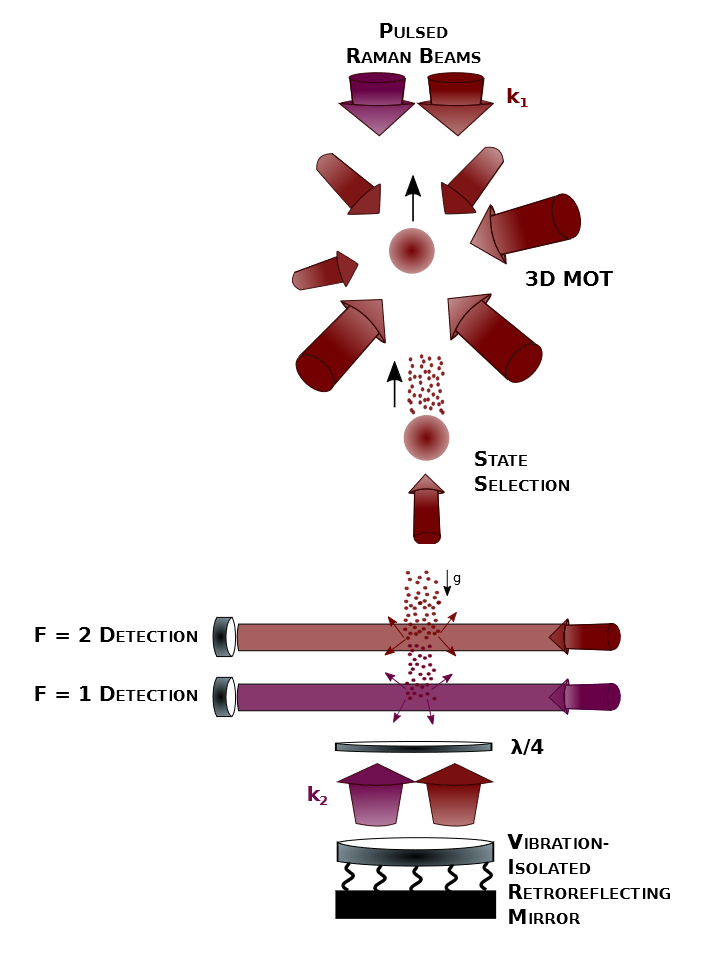 Pulsed
Raman Beams
k1
3D MOT
State
Selection
g
F = 2 Detection
F = 1 Detection
λ/4
k2
Vibration-
Isolated
Retroreflecting
Mirror